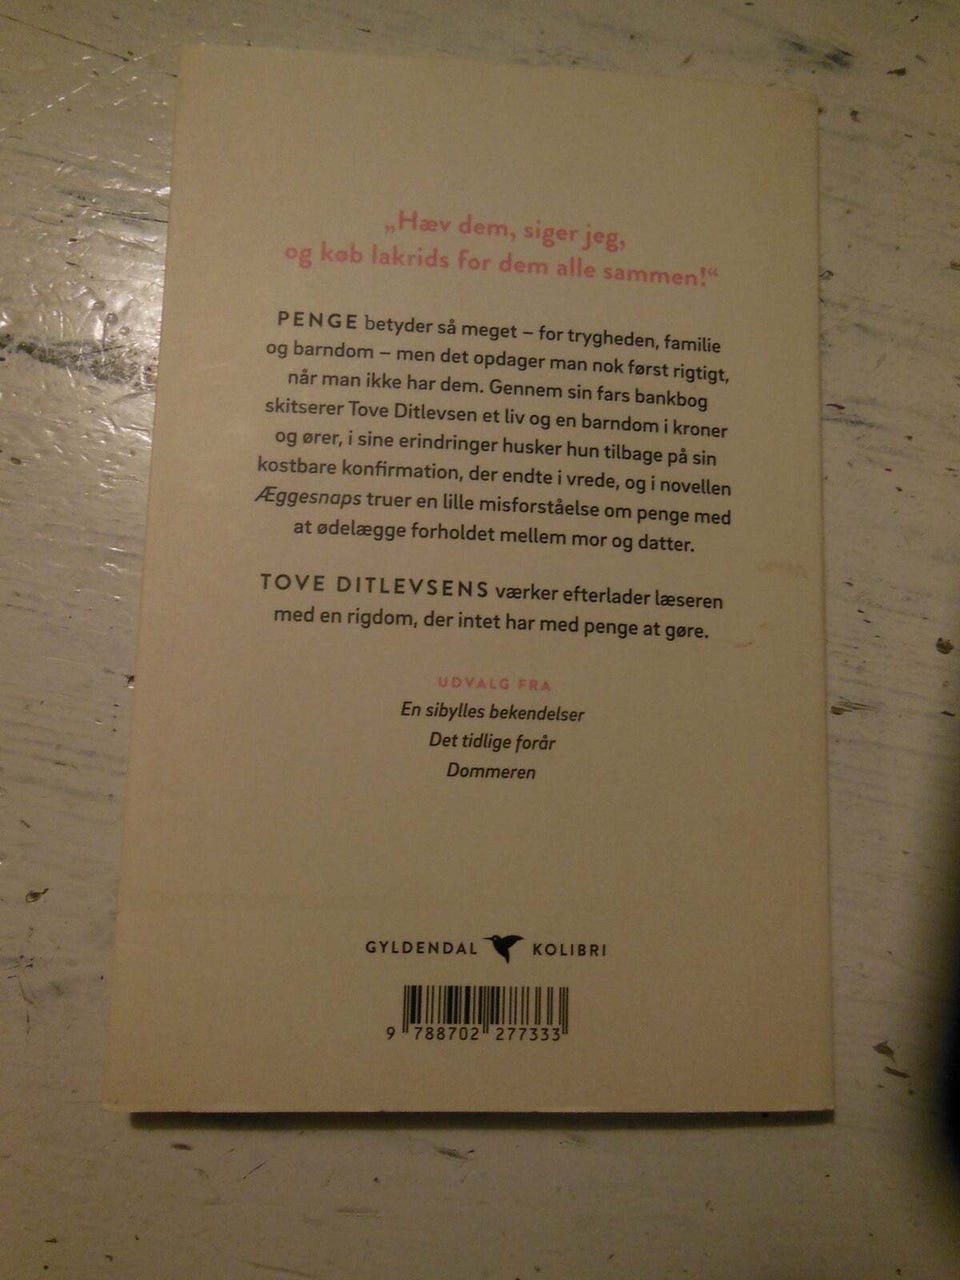 „Hæv dem, siger jeg,
og køb lakrids for dem alle sammen!“
PENGE betyder så meget – for trygheden, familie
og barndom – men det opdager man nok først rigtigt,
når man ikke har dem. Gennem sin fars bankbog
skitserer Tove Ditlevsen et liv og en barndom i kroner
og ører, i sine erindringer husker hun tilbage på sin
kostbare konfirmation, der endte i vrede, og i novellen
Æggesnaps truer en lille misforståelse om penge med
at ødelægge forholdet mellem mor og datter.
TOVE DITLEVSENS værker efterlader læseren
med en rigdom, der intet har med penge at gøre.
UDVALG FRA
En sibylles bekendelser
Det tidlige forår
Dommeren
GYLDENDAL KOLIBRI
9 788702 277333